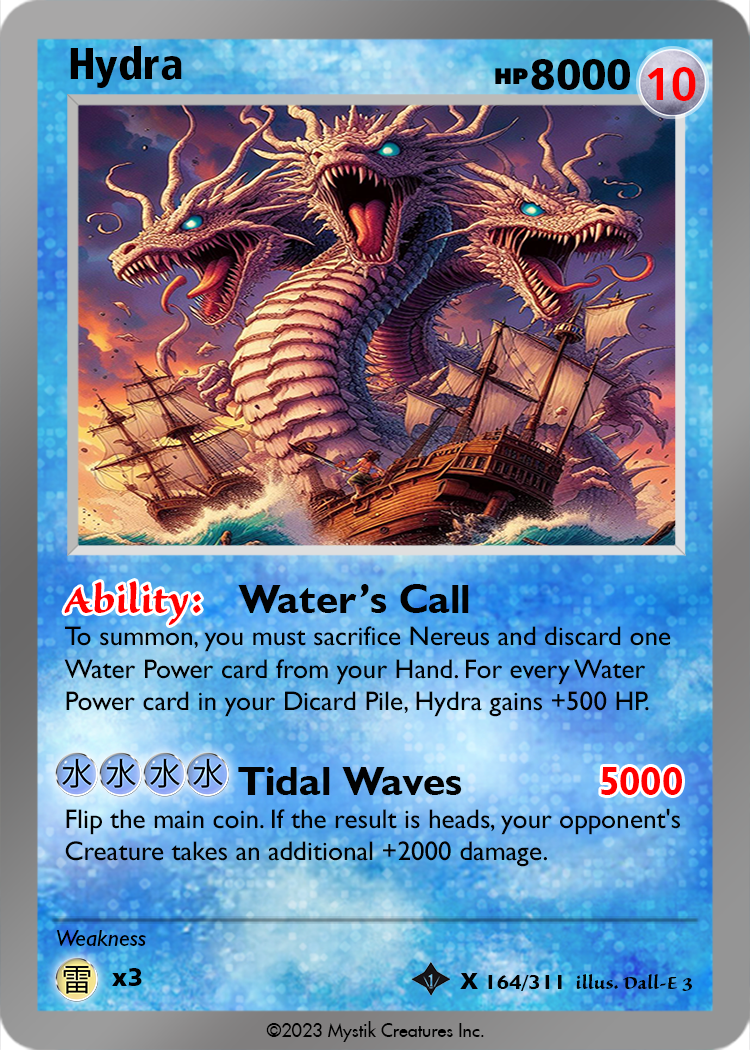 Hydra
HP8000 10
Ability: Water's Call
To summon, you must sacrifice Nereus and discard one
Water Power card from your Hand. For every Water
Power card in your Dicard Pile, Hydra gains +500 HP.
水 水 水 水 Tidal Waves 5000
Flip the main coin. If the result is heads, your opponent's
Creature takes an additional +2000 damage.
Weakness
雷 x3
1 X 164/311 illus. Dall-E 3
©2023 Mystik Creatures Inc.